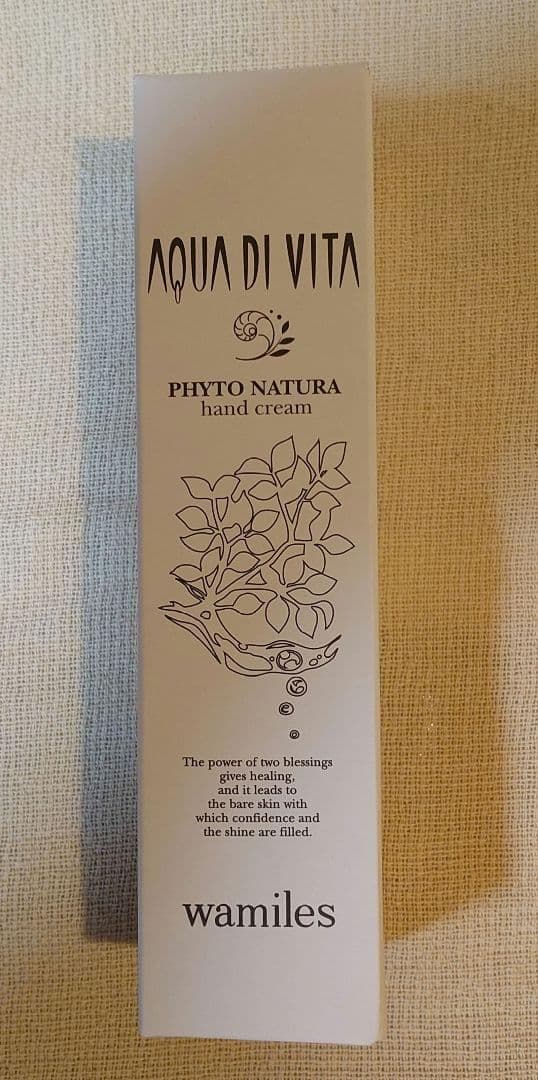 AQUA DI VITA
PHYTO NATURA
hand cream
The power of two blessings
gives healing,
and it leads to
the bare skin with
which confidence and
the shine are filled.
wamiles